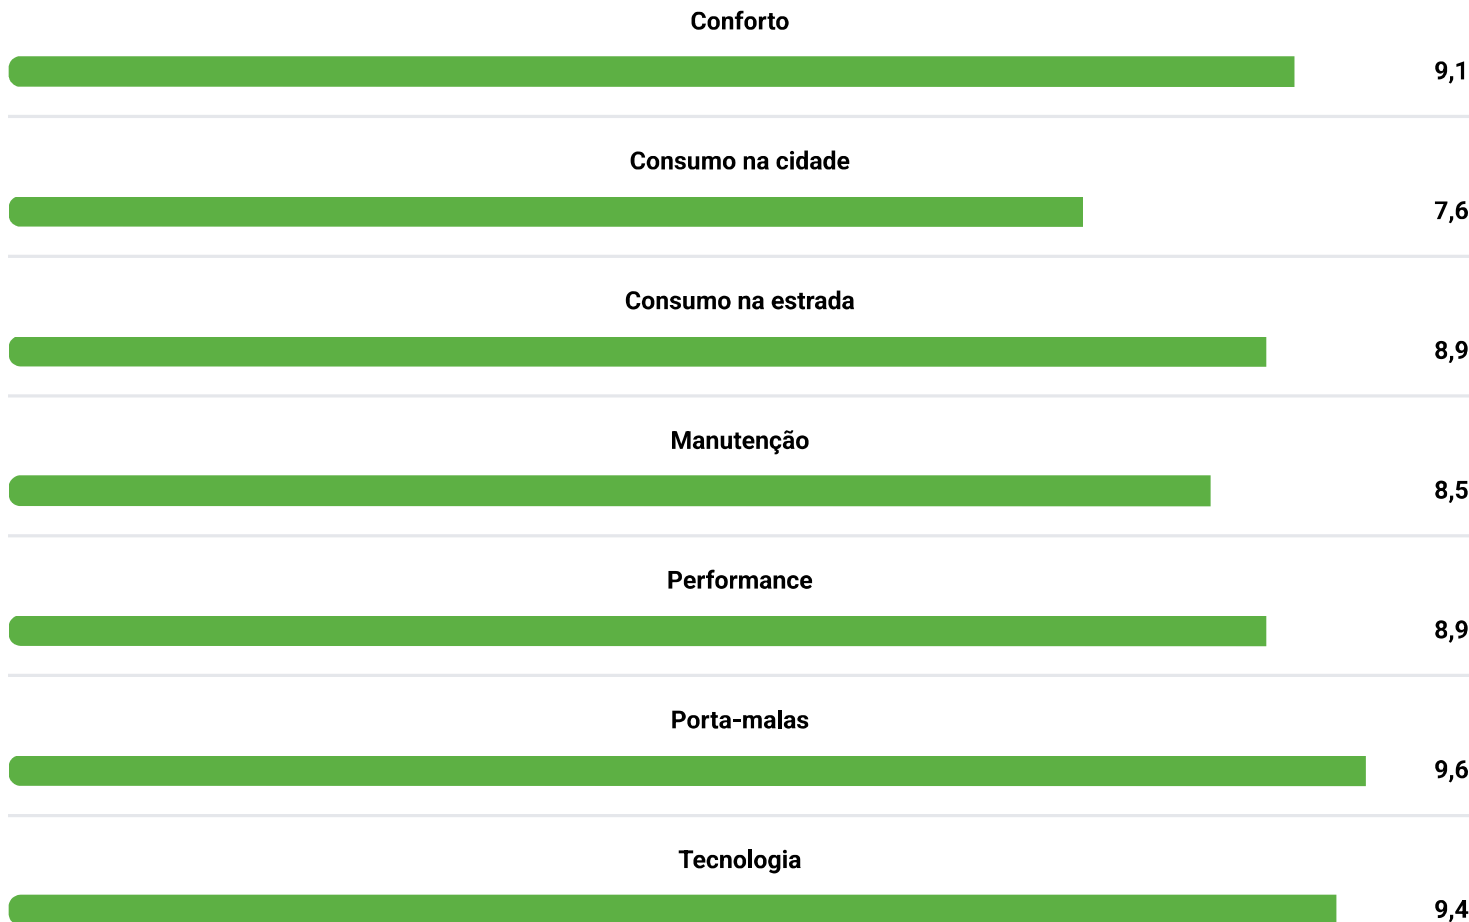 Conforto
9,1
Consumo na cidade
7,6
Consumo na estrada
8,9
Manutenção
8,5
Performance
8,9
Porta-malas
9,6
Tecnologia
9,4